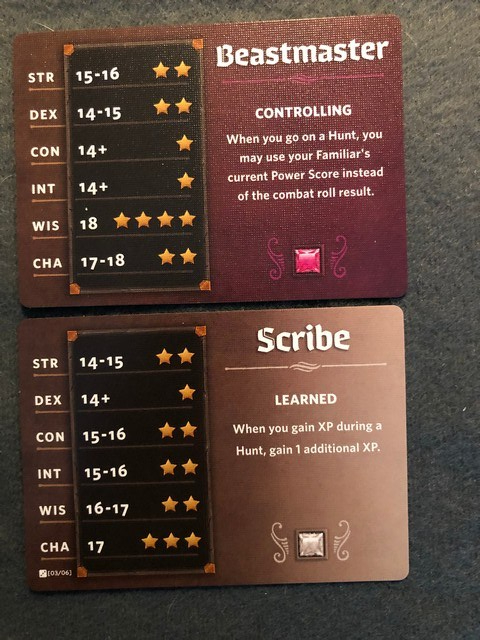 Beastmaster
STR 15-16
DEX 14-15
CON 14+
INT 14+
WIS 18
CHA 17-18
CONTROLLING
When you go on a Hunt, you
may use your Familiar's
current Power Score instead
of the combat roll result.
Scribe
STR 14-15
DEX 14+
CON 15-16
INT 15-16
WIS 16-17
CHA 17
[03/06]
LEARNED
When you gain XP during a
Hunt, gain 1 additional XP.